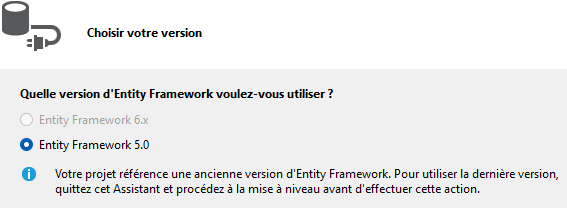 Choisir votre version
Quelle version d'Entity Framework voulez-vous utiliser ?
Entity Framework 6.x
Entity Framework 5.0
Votre projet référence une ancienne version d'Entity Framework. Pour utiliser la dernière version,
quittez cet Assistant et procédez à la mise à niveau avant d'effectuer cette action.